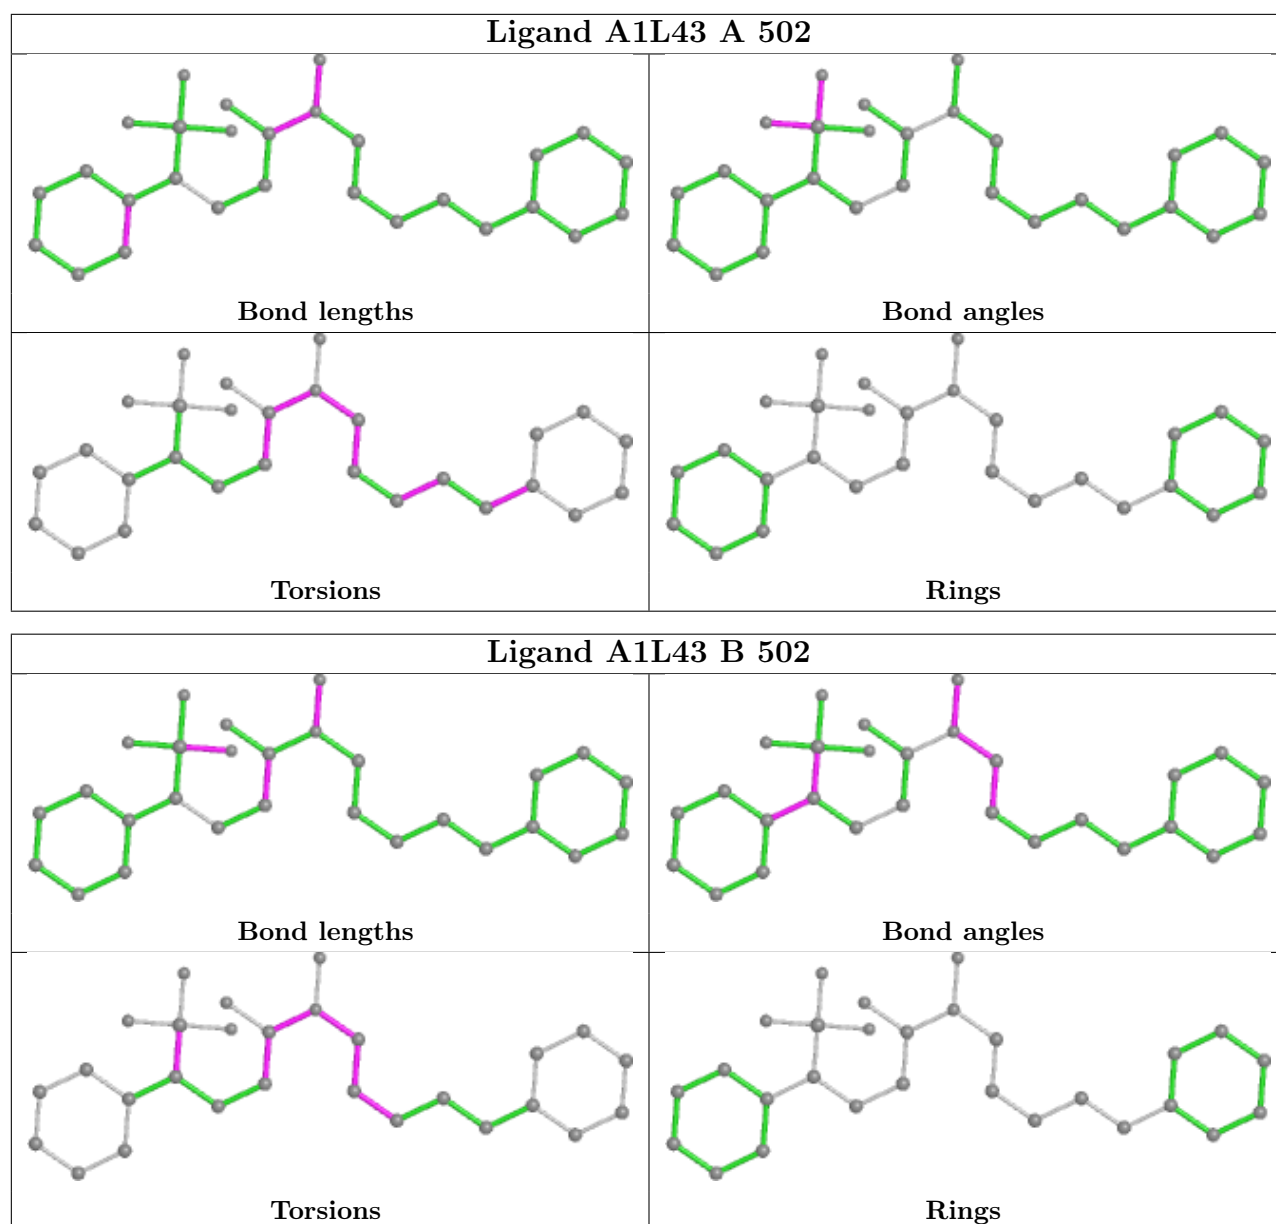 Ligand A1L43 A 502
Bond lengths
Bond angles
Torsions
Rings
Ligand A1L43 B 502
Bond lengths
Bond angles
Torsions
Rings